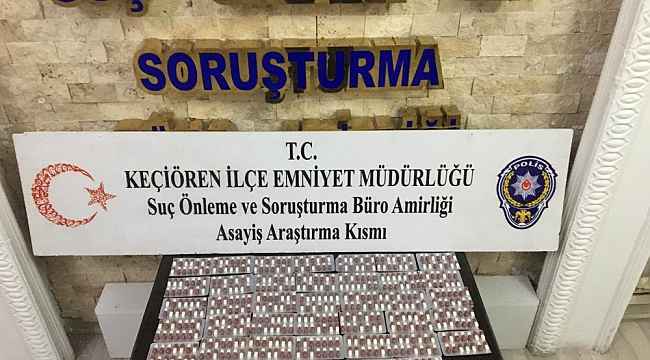 SORUŞTURMA
T.C.
KEÇİÖREN İLÇE EMNİYET MÜDÜRLÜĞÜ
Suç Önleme ve Soruşturma Büro Amirliği
Asayiş Araştırma Kısmı
POLİS